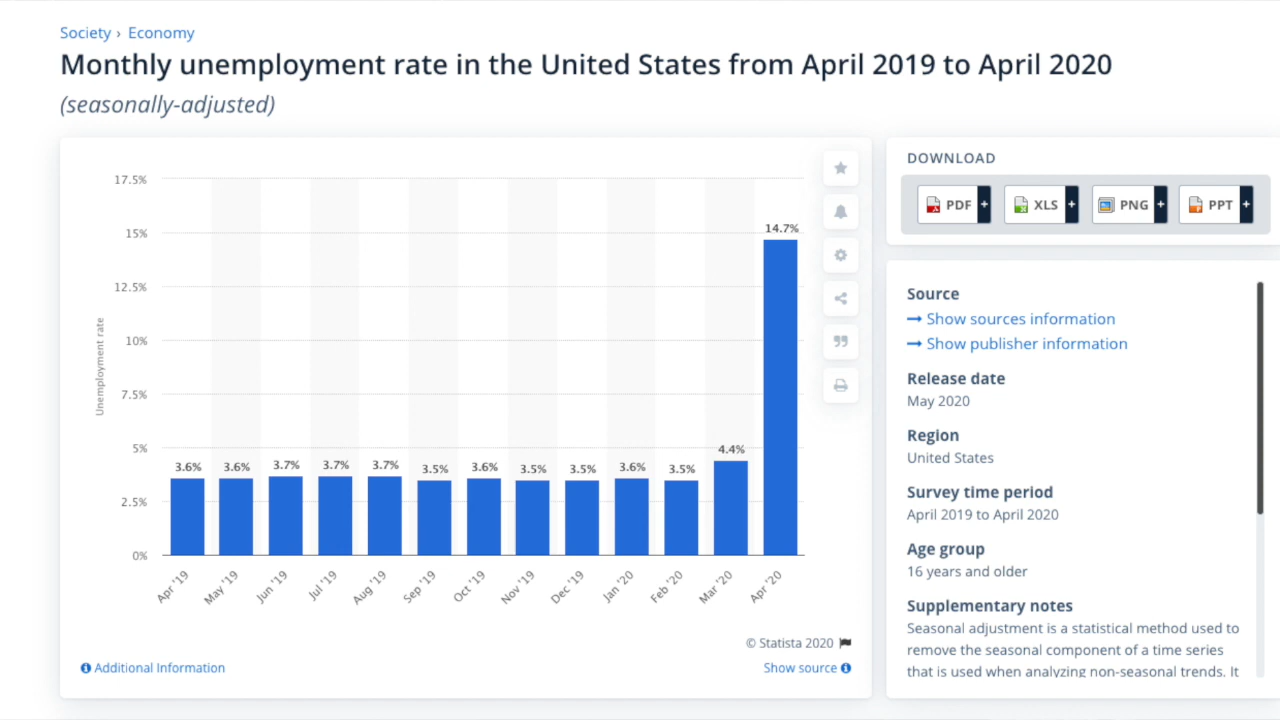 Society › Economy
Monthly unemployment rate in the United States from April 2019 to April 2020
(seasonally-adjusted)
17.5%
15%
12.5%
10%
7.5%
5%
2.5%
0%
Unemployment rate
3.6%
3.6%
3.7%
3.7%
3.7%
3.5%
3.6%
3.5%
3.5%
3.6%
3.5%
4.4%
14.7%
Apr '19
May '19
Jun '19
Jul '19
Aug '19
Sep '19
Oct '19
Nov '19
Dec '19
Jan '20
Feb '20
Mar '20
Apr '20
© Statista 2020
Additional Information
Show source
DOWNLOAD
PDF +
XLS +
PNG +
PPT +
Source
Show sources information
Show publisher information
Release date
May 2020
Region
United States
Survey time period
April 2019 to April 2020
Age group
16 years and older
Supplementary notes
Seasonal adjustment is a statistical method used to
remove the seasonal component of a time series
that is used when analyzing non-seasonal trends. It